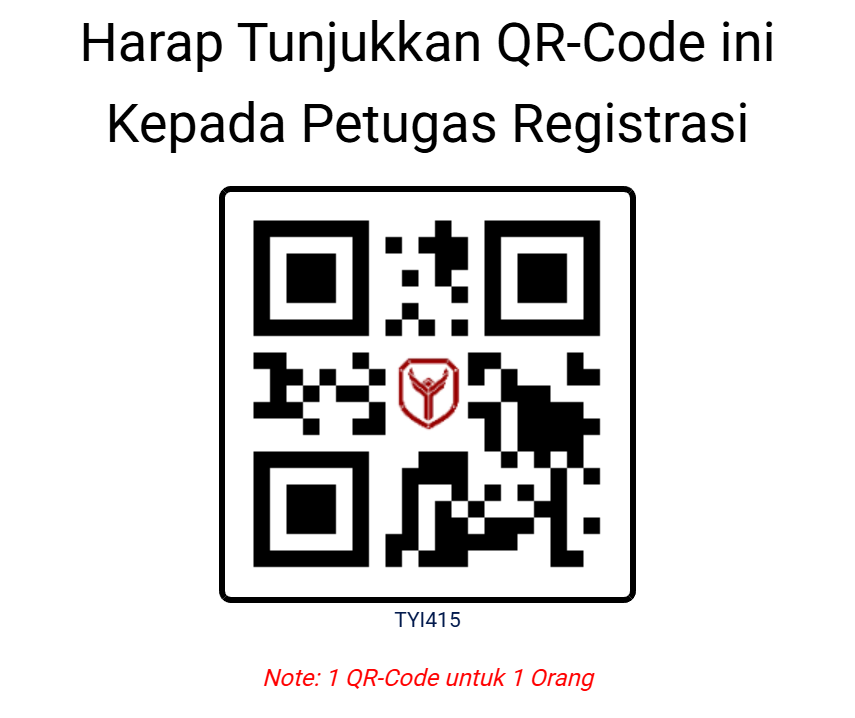 Harap Tunjukkan QR-Code ini
Kepada Petugas Registrasi
TYI415
Note: 1 QR-Code untuk 1 Orang